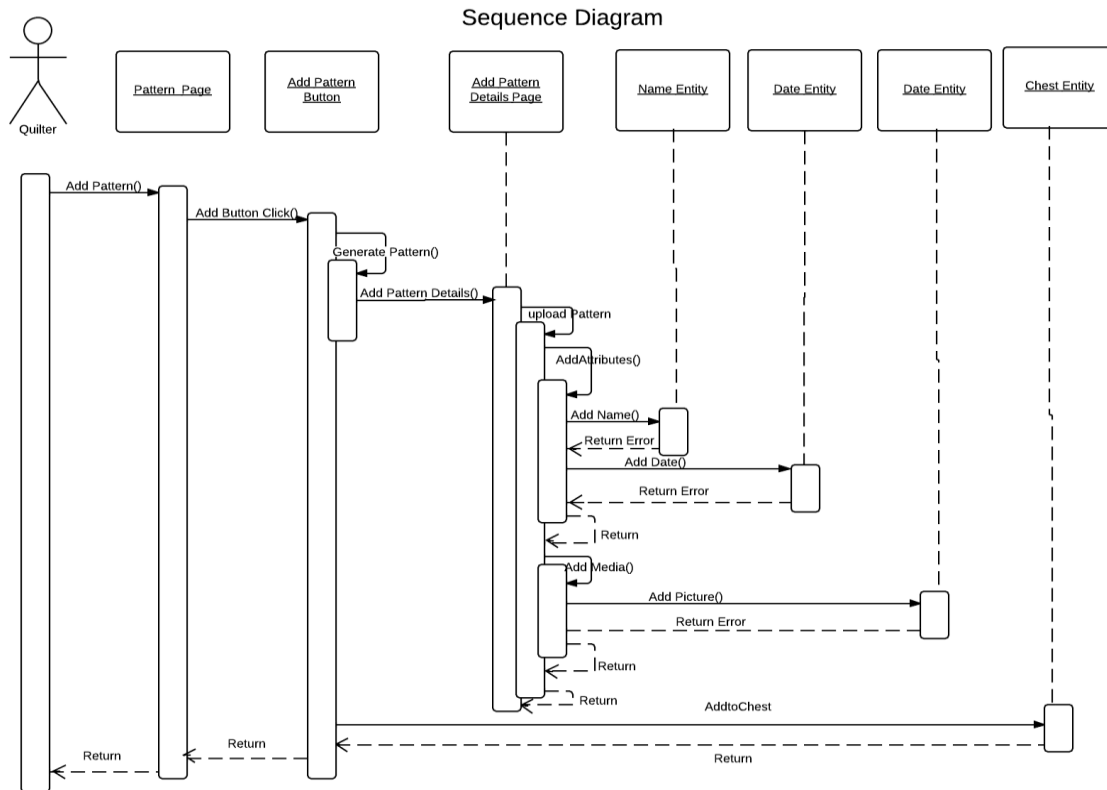 Sequence Diagram
Quilter
Pattern Page
Add Pattern
Button
Add Pattern
Details Page
Name Entity
Date Entity
Date Entity
Chest Entity
Add Pattern()
Add Button Click()
Generate Pattern()
Add Pattern Details()
upload Pattern
AddAttributes()
Add Name()
Return Error
Add Date()
Return Error
Return
Add Media()
Add Picture()
Return Error
Return
Return
AddtoChest
Return
Return
Return